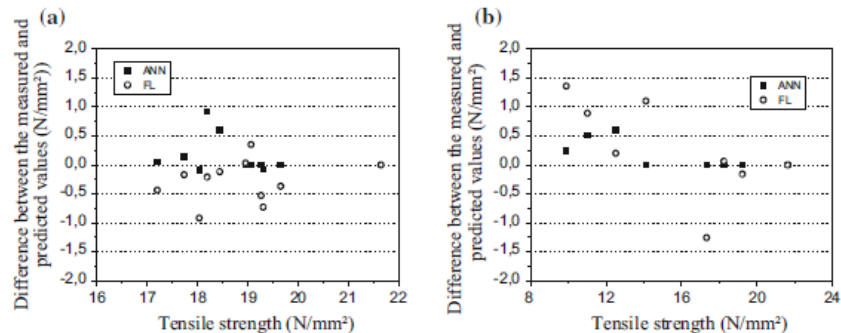 (a)
Difference between the measured and
predicted values (N/mm²))
2,0
1,5
1,0
0,5
0,0
-0,5
-1,0
-1,5
-2,0
ANN
FL
16 17 18 19 20 21 22
Tensile strength (N/mm²)
(b)
Difference between the measured and
predicted values (N/mm²)
2,0
1,5
1,0
0,5
0,0
-0,5
-1,0
-1,5
-2,0
ANN
FL
8 12 16 20 24
Tensile strength (N/mm²)